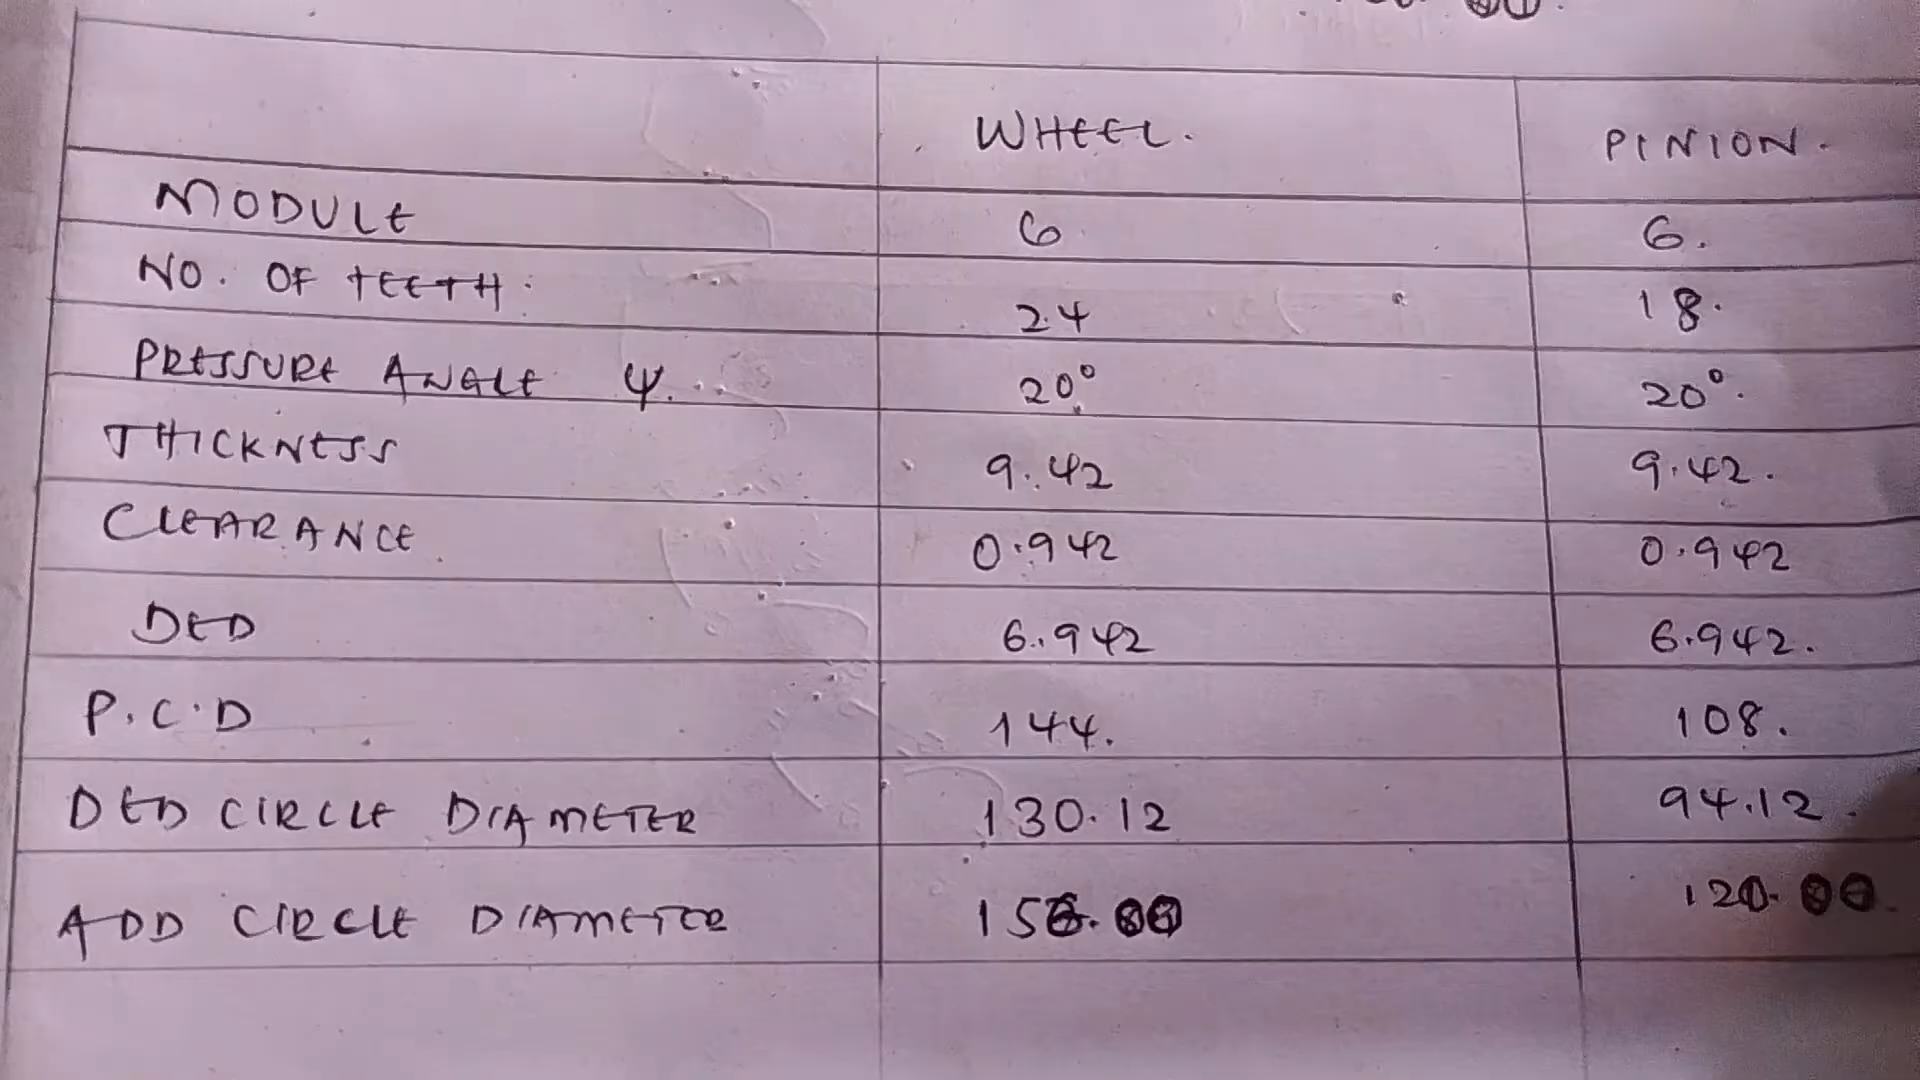 WHEEL. PINION.
MODULE 6 6.
NO. OF TEETH. 24 18.
PRESSURE ANGLE ψ. 20° 20°.
THICKNESS 9.42 9.42.
CLEARANCE 0.942 0.942
DED 6.942 6.942.
P.C.D 144. 108.
DED CIRCLE DIAMETER 130.12 94.12.
ADD CIRCLE DIAMETER 156.00 120.00